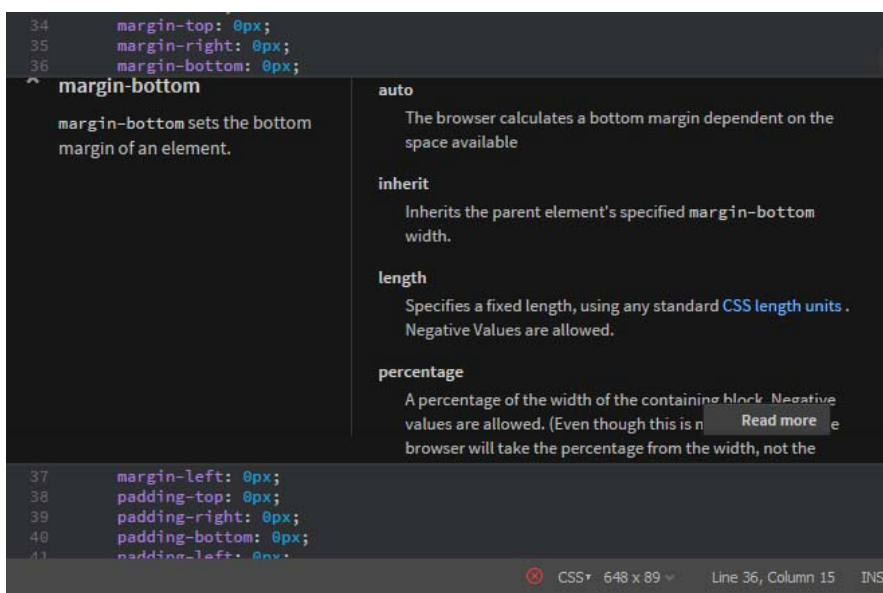 34 margin-top: 0px;
35 margin-right: 0px;
36 margin-bottom: 0px;
margin-bottom
margin-bottom sets the bottom
margin of an element.
auto
The browser calculates a bottom margin dependent on the
space available
inherit
Inherits the parent element's specified margin-bottom
width.
length
Specifies a fixed length, using any standard CSS length units .
Negative Values are allowed.
percentage
A percentage of the width of the containing block. Negative
values are allowed. (Even though this is n
Read more
e
browser will take the percentage from the width, not the
37 margin-left: 0px;
38 padding-top: 0px;
39 padding-right: 0px;
40 padding-bottom: 0px;
41 padding-left: 0px;
CSS 648 x 89 Line 36, Column 15 INS